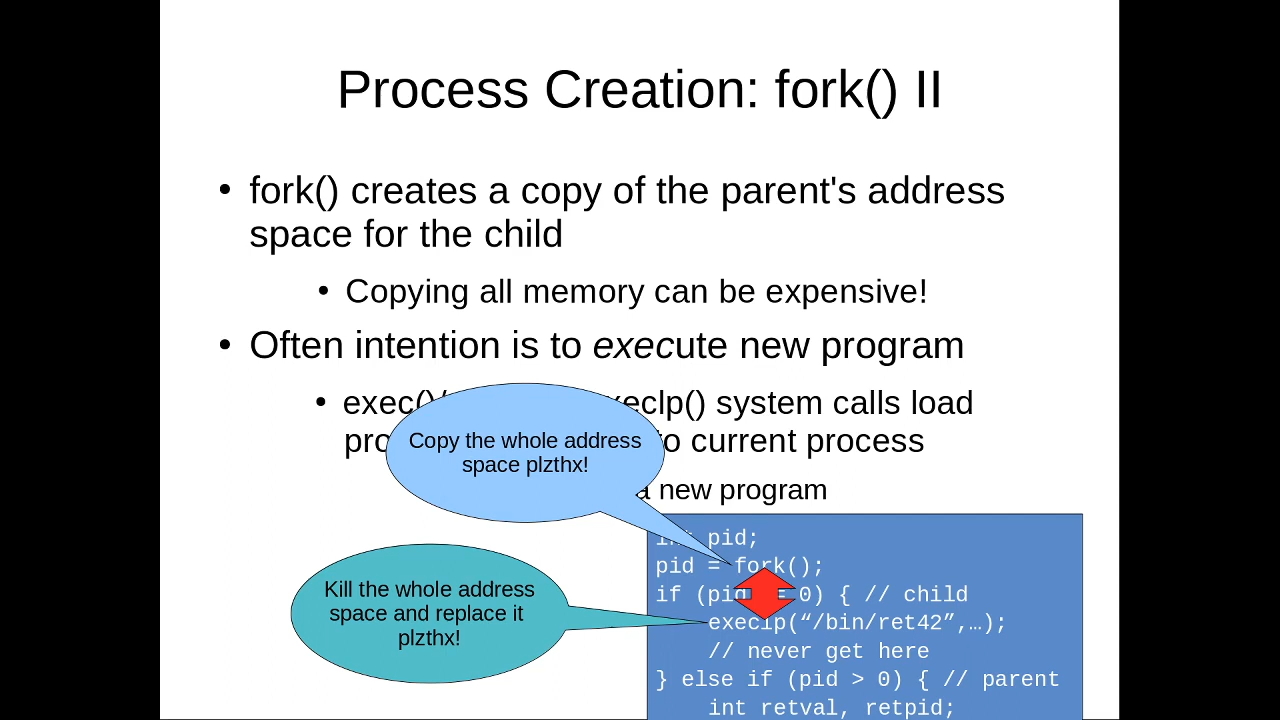 Process Creation: fork() II
• fork() creates a copy of the parent's address
space for the child
• Copying all memory can be expensive!
• Often intention is to execute new program
• exec()/ eclp() system calls load
to current process
a new program
Copy the whole address
space plzthx!
Kill the whole address
space and replace it
plzthx!
int pid;
pid = fork();
if (pid = 0) { // child
execlp(“/bin/ret42”,…);
// never get here
} else if (pid > 0) { // parent
int retval, retpid;